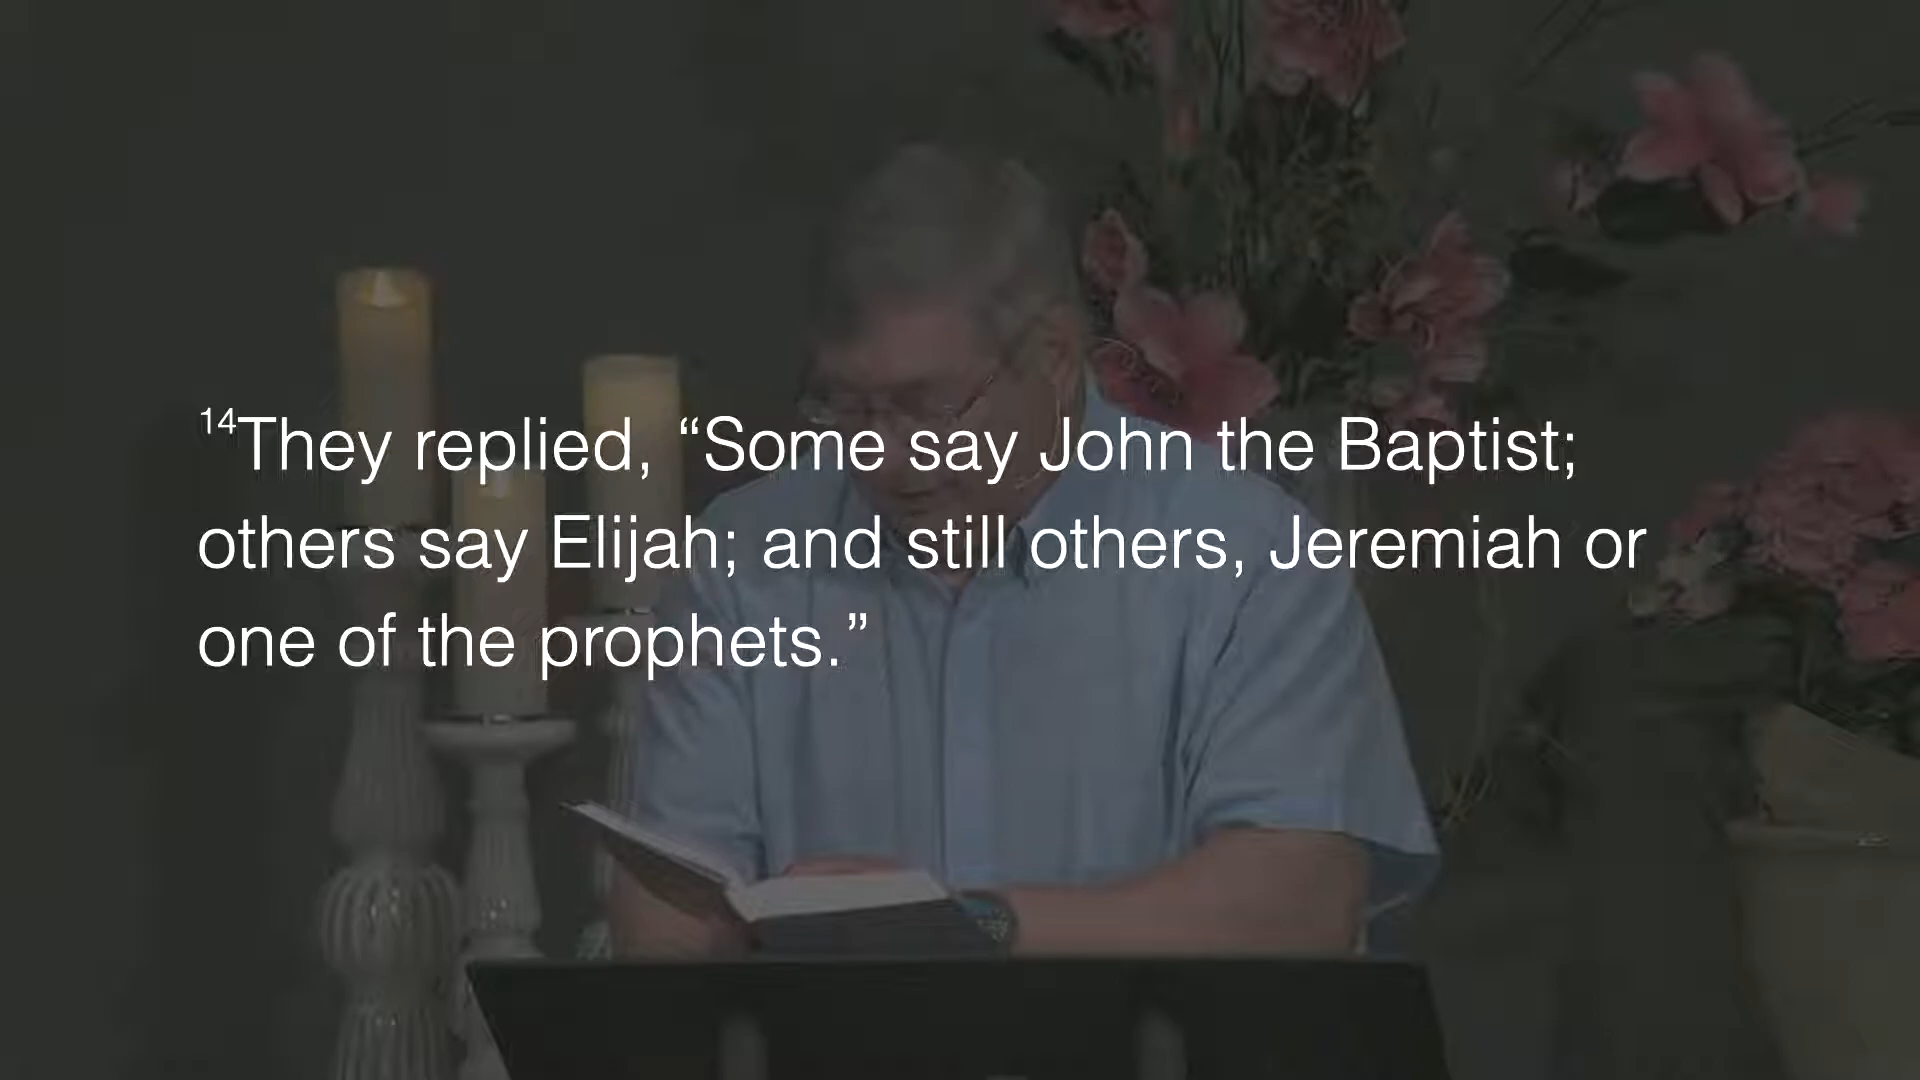 14They replied, “Some say John the Baptist;
others say Elijah; and still others, Jeremiah or
one of the prophets.”